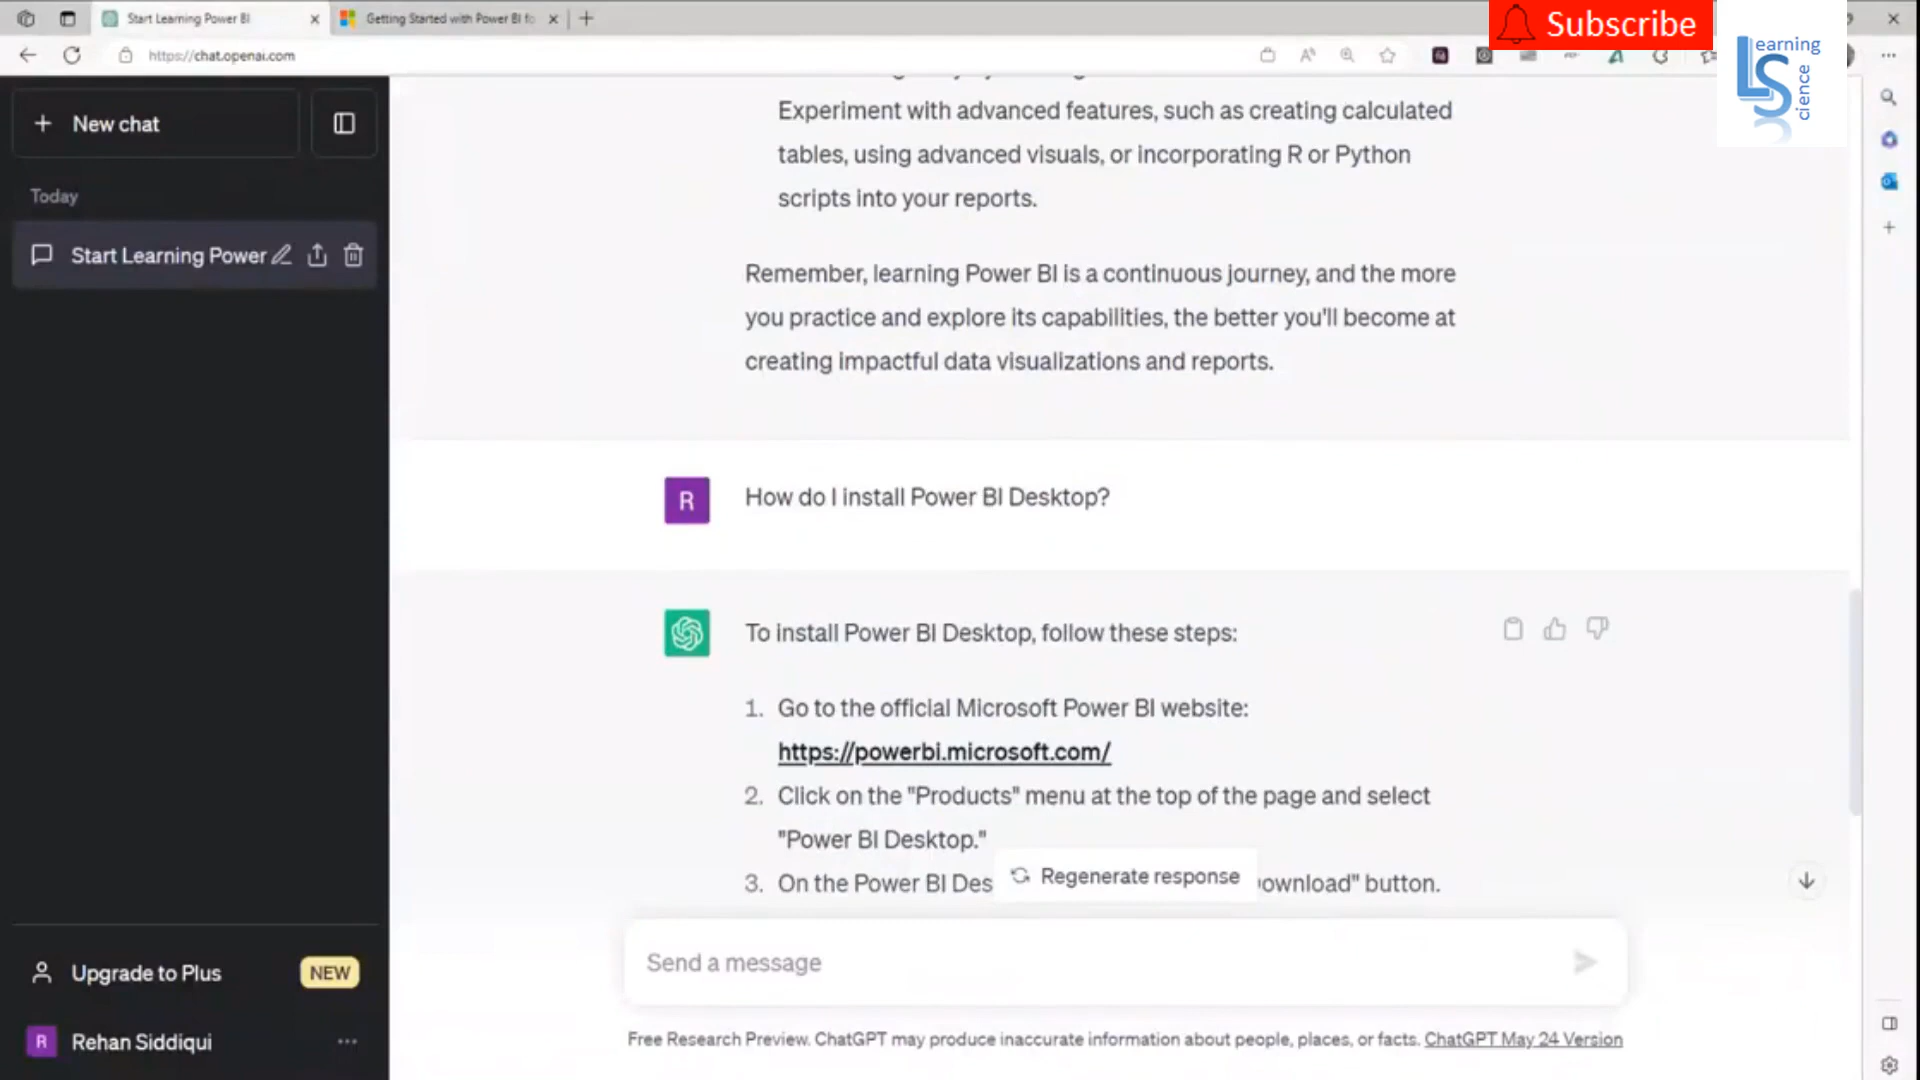 Start Learning Power BI
Getting Started with Power BI fo
Subscribe
Learning
Science
https://chat.openai.com
New chat
Today
Start Learning Power
Experiment with advanced features, such as creating calculated
tables, using advanced visuals, or incorporating R or Python
scripts into your reports.
Remember, learning Power BI is a continuous journey, and the more
you practice and explore its capabilities, the better you'll become at
creating impactful data visualizations and reports.
R
How do I install Power BI Desktop?
To install Power BI Desktop, follow these steps:
1. Go to the official Microsoft Power BI website:
https://powerbi.microsoft.com/
2. Click on the "Products" menu at the top of the page and select
"Power BI Desktop."
3. On the Power BI Des
ownload" button.
Regenerate response
Send a message
Upgrade to Plus
NEW
R
Rehan Siddiqui
Free Research Preview. ChatGPT may produce inaccurate information about people, places, or facts. ChatGPT May 24 Version